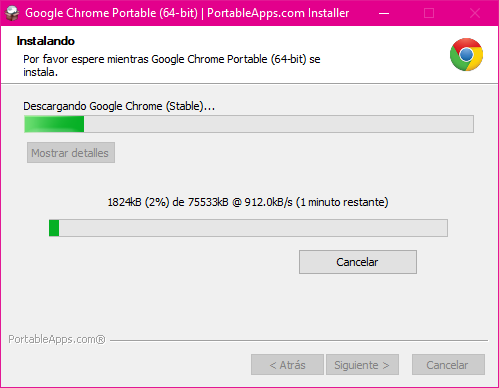 Google Chrome Portable (64-bit) | PortableApps.com Installer
Instalando
Por favor espere mientras Google Chrome Portable (64-bit) se
instala.
Descargando Google Chrome (Stable)...
Mostrar detalles
1824kB (2%) de 75533kB @ 912.0kB/s (1 minuto restante)
Cancelar
PortableApps.com®
< Atrás
Siguiente >
Cancelar